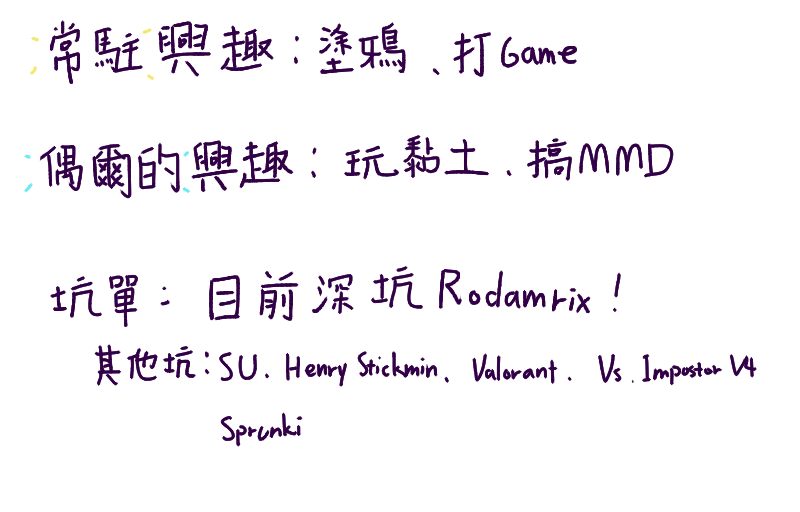 常駐興趣：塗鴉、打Game
偶爾的興趣：玩黏土、搞MMD
坑單：目前深坑Rodamrix！
其他坑：SU、Henry Stickmin、Valorant、Vs. Impostor V4
Sprunki